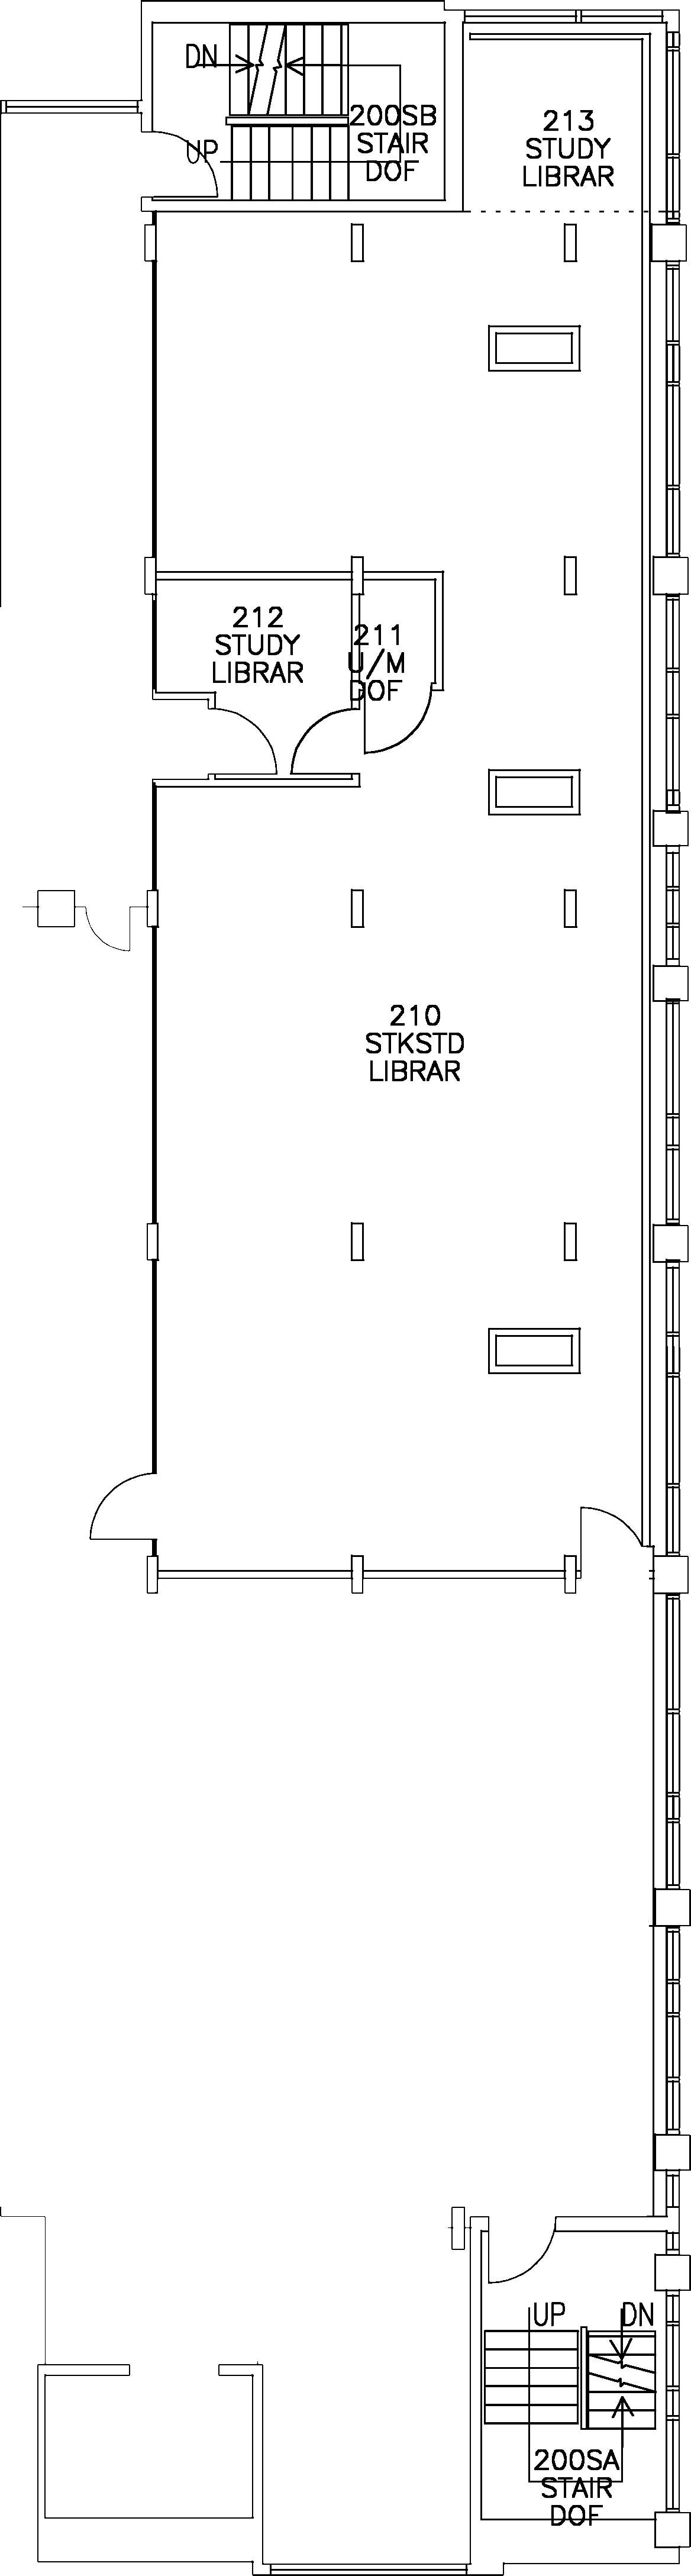 DN
200SB
STAIR
DOF
UP
213
STUDY
LIBRAR
212
STUDY
LIBRAR
211
U/M
DOF
210
STKSTD
LIBRAR
UP
DN
200SA
STAIR
DOF